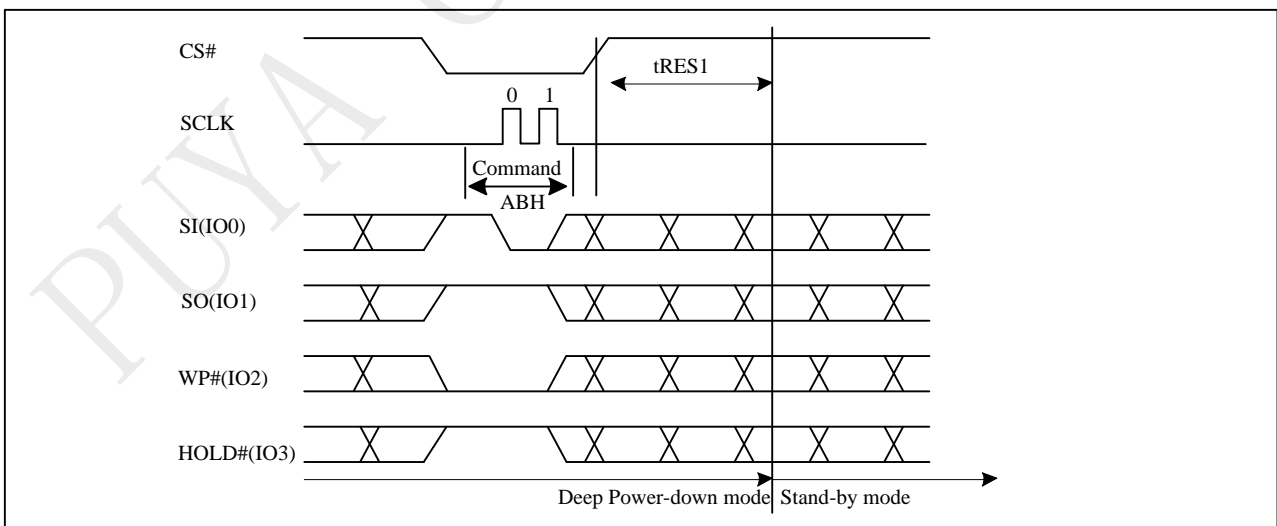 CS#
tRES1
0 1
SCLK
Command
ABH
SI(IO0)
SO(IO1)
WP#(IO2)
HOLD#(IO3)
Deep Power-down mode Stand-by mode
PUYA